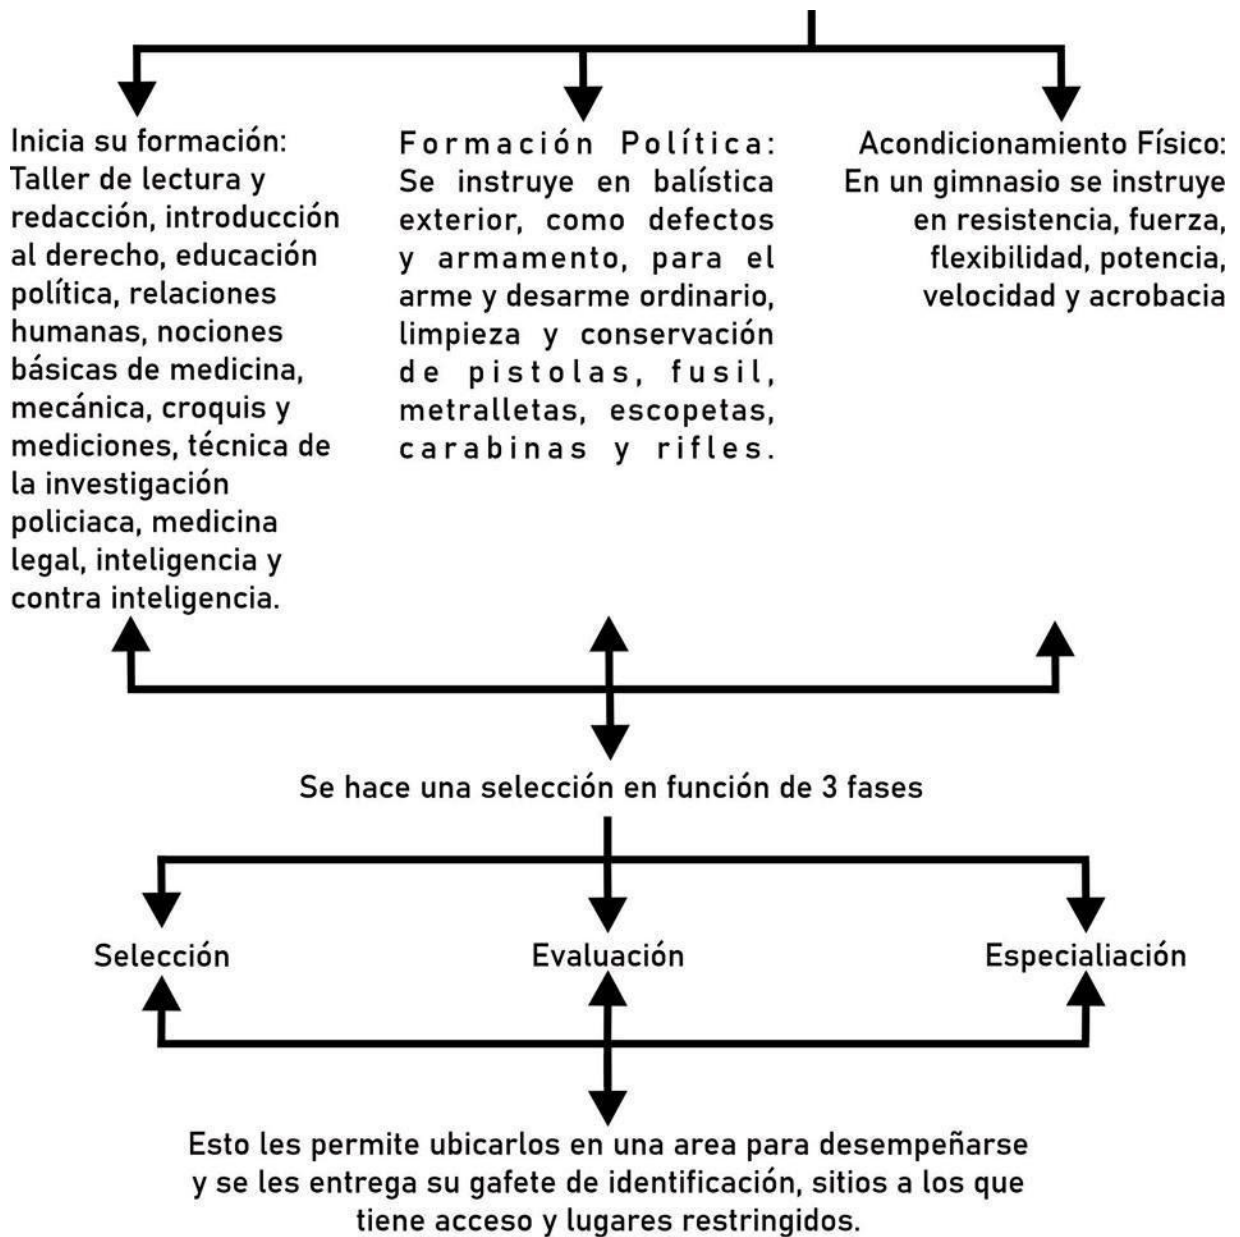 Inicia su formación:
Taller de lectura y
redacción, introducción
al derecho, educación
política, relaciones
humanas, nociones
básicas de medicina,
mecánica, croquis y
mediciones, técnica de
la investigación
policiaca, medicina
legal, inteligencia y
contra inteligencia.
Formación Política:
Se instruye en balística
exterior, como defectos
y armamento, para el
arme y desarme ordinario,
limpieza y conservación
de pistolas, fusil,
metralletas, escopetas,
carabinas y rifles.
Acondicionamiento Físico:
En un gimnasio se instruye
en resistencia, fuerza,
flexibilidad, potencia,
velocidad y acrobacia
Se hace una selección en función de 3 fases
Selección
Evaluación
Especialiación
Esto les permite ubicarlos en una area para desempeñarse
y se les entrega su gafete de identificación, sitios a los que
tiene acceso y lugares restringidos.